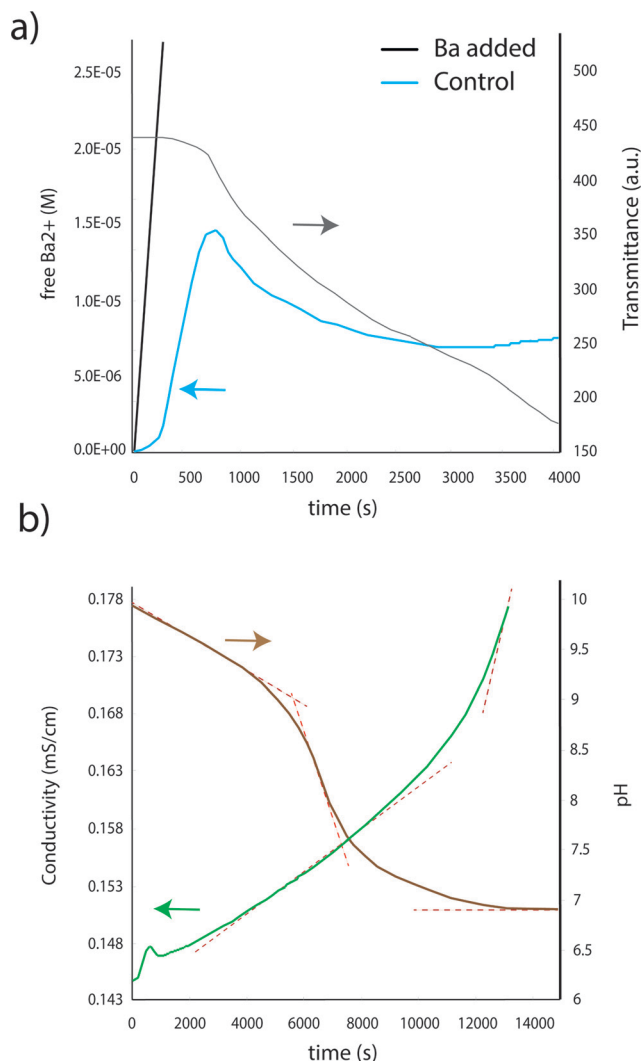 a)
Ba added
Control
2.5E-05
2.0E-05
1.5E-05
1.0E-05
5.0E-06
0.0E+00
free Ba2+ (M)
500
450
400
350
300
250
200
150
Transmittance (a.u.)
0 500 1000 1500 2000 2500 3000 3500 4000
time (s)
b)
0.178
0.173
0.168
0.163
0.158
0.153
0.148
0.143
Conductivity (mS/cm)
10
9.5
9
8.5
8
7.5
7
6.5
6
pH
0 2000 4000 6000 8000 10000 12000 14000
time (s)